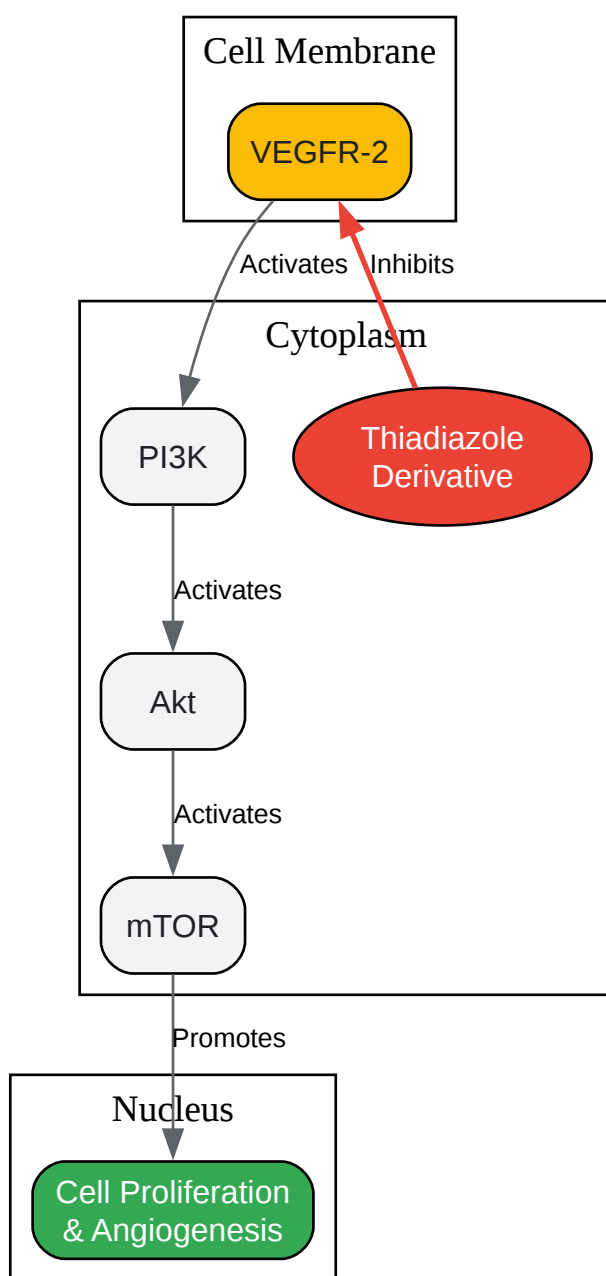 Cell Membrane
VEGFR-2
Activates
Inhibits
Cytoplasm
PI3K
Thiadiazole
Derivative
Activates
Akt
Activates
mTOR
Promotes
Nucleus
Cell Proliferation
& Angiogenesis